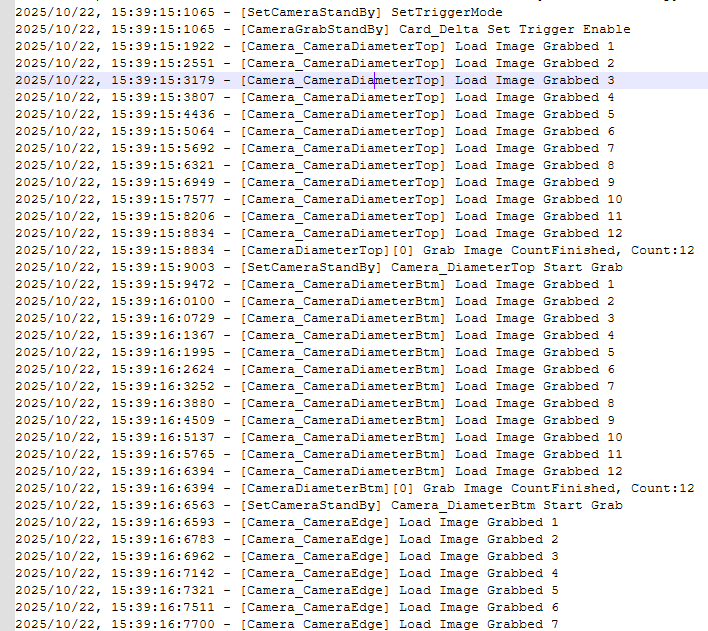 2025/10/22, 15:39:15:1065 - [SetCameraStandBy] SetTriggerMode
2025/10/22, 15:39:15:1065 - [CameraGrabStandBy] Card_Delta Set Trigger Enable
2025/10/22, 15:39:15:1922 - [Camera_CameraDiameterTop] Load Image Grabbed 1
2025/10/22, 15:39:15:2551 - [Camera_CameraDiameterTop] Load Image Grabbed 2
2025/10/22, 15:39:15:3179 - [Camera_CameraDiameterTop] Load Image Grabbed 3
2025/10/22, 15:39:15:3807 - [Camera_CameraDiameterTop] Load Image Grabbed 4
2025/10/22, 15:39:15:4436 - [Camera_CameraDiameterTop] Load Image Grabbed 5
2025/10/22, 15:39:15:5064 - [Camera_CameraDiameterTop] Load Image Grabbed 6
2025/10/22, 15:39:15:5692 - [Camera_CameraDiameterTop] Load Image Grabbed 7
2025/10/22, 15:39:15:6321 - [Camera_CameraDiameterTop] Load Image Grabbed 8
2025/10/22, 15:39:15:6949 - [Camera_CameraDiameterTop] Load Image Grabbed 9
2025/10/22, 15:39:15:7577 - [Camera_CameraDiameterTop] Load Image Grabbed 10
2025/10/22, 15:39:15:8206 - [Camera_CameraDiameterTop] Load Image Grabbed 11
2025/10/22, 15:39:15:8834 - [Camera_CameraDiameterTop] Load Image Grabbed 12
2025/10/22, 15:39:15:8834 - [CameraDiameterTop][0] Grab Image CountFinished, Count:12
2025/10/22, 15:39:15:9003 - [SetCameraStandBy] Camera_DiameterTop Start Grab
2025/10/22, 15:39:15:9472 - [Camera_CameraDiameterBtm] Load Image Grabbed 1
2025/10/22, 15:39:16:0100 - [Camera_CameraDiameterBtm] Load Image Grabbed 2
2025/10/22, 15:39:16:0729 - [Camera_CameraDiameterBtm] Load Image Grabbed 3
2025/10/22, 15:39:16:1367 - [Camera_CameraDiameterBtm] Load Image Grabbed 4
2025/10/22, 15:39:16:1995 - [Camera_CameraDiameterBtm] Load Image Grabbed 5
2025/10/22, 15:39:16:2624 - [Camera_CameraDiameterBtm] Load Image Grabbed 6
2025/10/22, 15:39:16:3252 - [Camera_CameraDiameterBtm] Load Image Grabbed 7
2025/10/22, 15:39:16:3880 - [Camera_CameraDiameterBtm] Load Image Grabbed 8
2025/10/22, 15:39:16:4509 - [Camera_CameraDiameterBtm] Load Image Grabbed 9
2025/10/22, 15:39:16:5137 - [Camera_CameraDiameterBtm] Load Image Grabbed 10
2025/10/22, 15:39:16:5765 - [Camera_CameraDiameterBtm] Load Image Grabbed 11
2025/10/22, 15:39:16:6394 - [Camera_CameraDiameterBtm] Load Image Grabbed 12
2025/10/22, 15:39:16:6394 - [CameraDiameterBtm][0] Grab Image CountFinished, Count:12
2025/10/22, 15:39:16:6563 - [SetCameraStandBy] Camera_DiameterBtm Start Grab
2025/10/22, 15:39:16:6593 - [Camera_CameraEdge] Load Image Grabbed 1
2025/10/22, 15:39:16:6783 - [Camera_CameraEdge] Load Image Grabbed 2
2025/10/22, 15:39:16:6962 - [Camera_CameraEdge] Load Image Grabbed 3
2025/10/22, 15:39:16:7142 - [Camera_CameraEdge] Load Image Grabbed 4
2025/10/22, 15:39:16:7321 - [Camera_CameraEdge] Load Image Grabbed 5
2025/10/22, 15:39:16:7511 - [Camera_CameraEdge] Load Image Grabbed 6
2025/10/22, 15:39:16:7700 - [Camera_CameraEdge] Load Image Grabbed 7